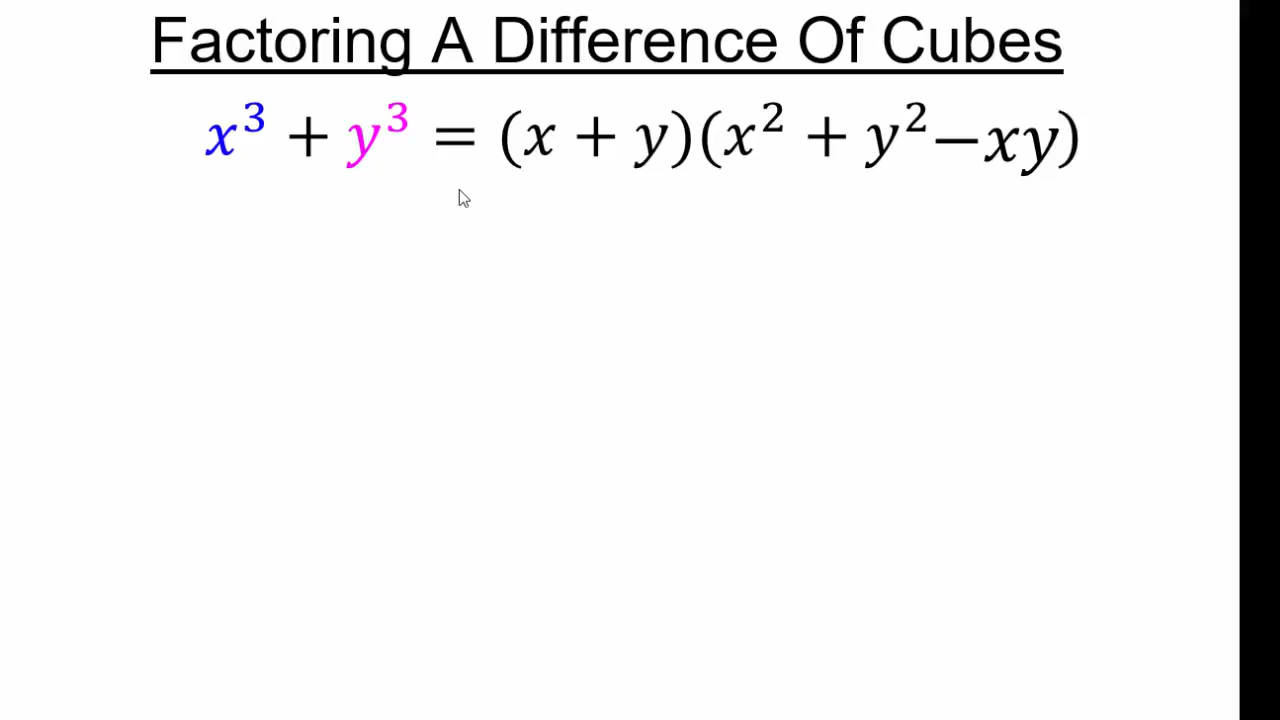 Factoring A Difference Of Cubes
x³ + y³ = (x + y)(x² + y² − xy)